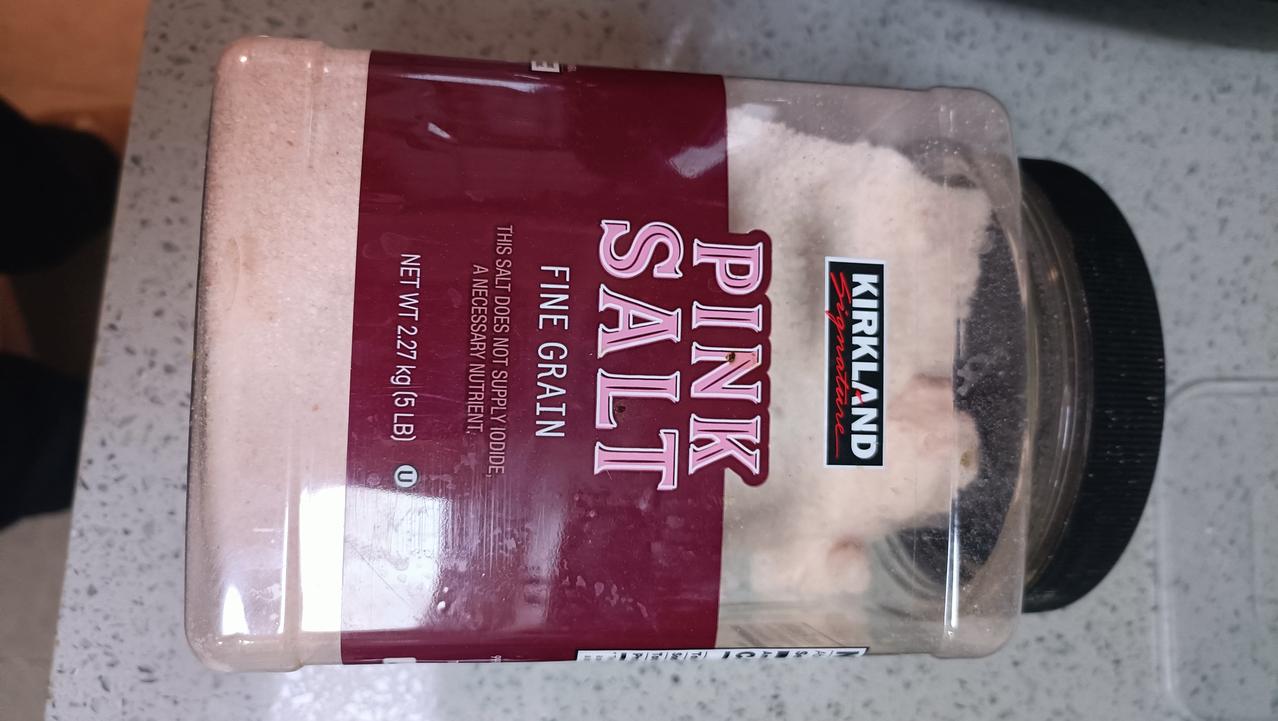 KIRKLAND
Signature
PINK
SALT
FINE GRAIN
THIS SALT DOES NOT SUPPLY IODIDE,
A NECESSARY NUTRIENT.
NET WT 2.27 kg (5 LB)
U